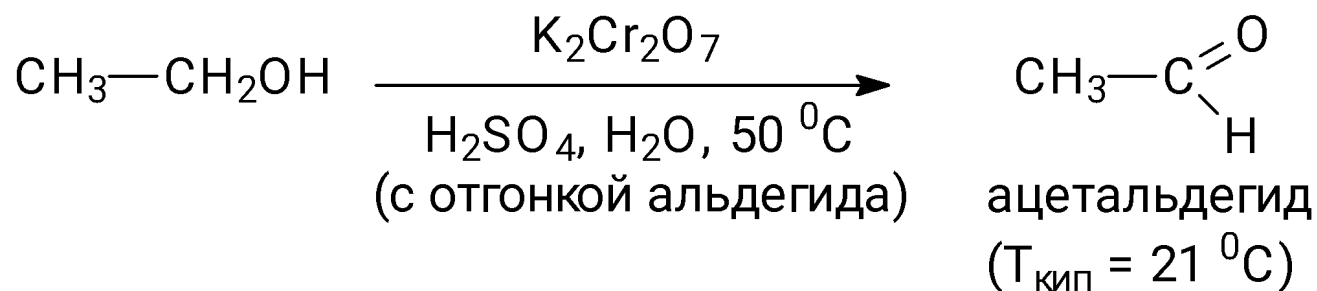 K₂Cr₂O₇
CH₃—CH₂OH
CH₃—C
O
H
H₂SO₄, H₂O, 50 ⁰C
(с отгонкой альдегида)
ацетальдегид
(Tкип = 21 ⁰C)